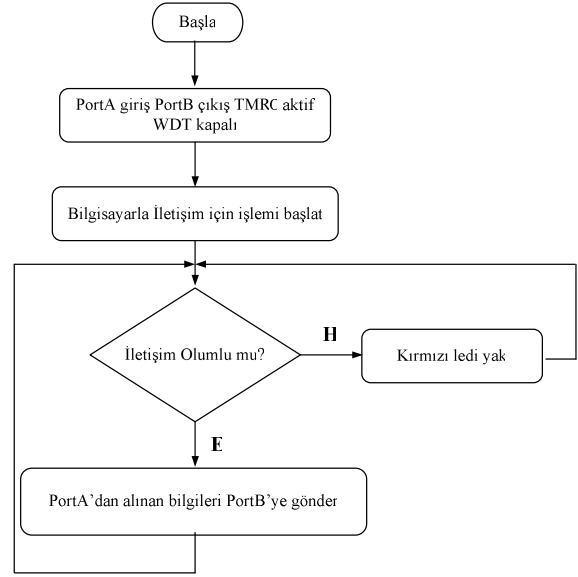 Başla
PortA giriş PortB çıkış TMRC aktif
WDT kapalı
Bilgisayarla İletişim için işlemi başlat
İletişim Olumlu mu?
H
Kırmızı ledi yak
E
PortA’dan alınan bilgileri PortB’ye gönder